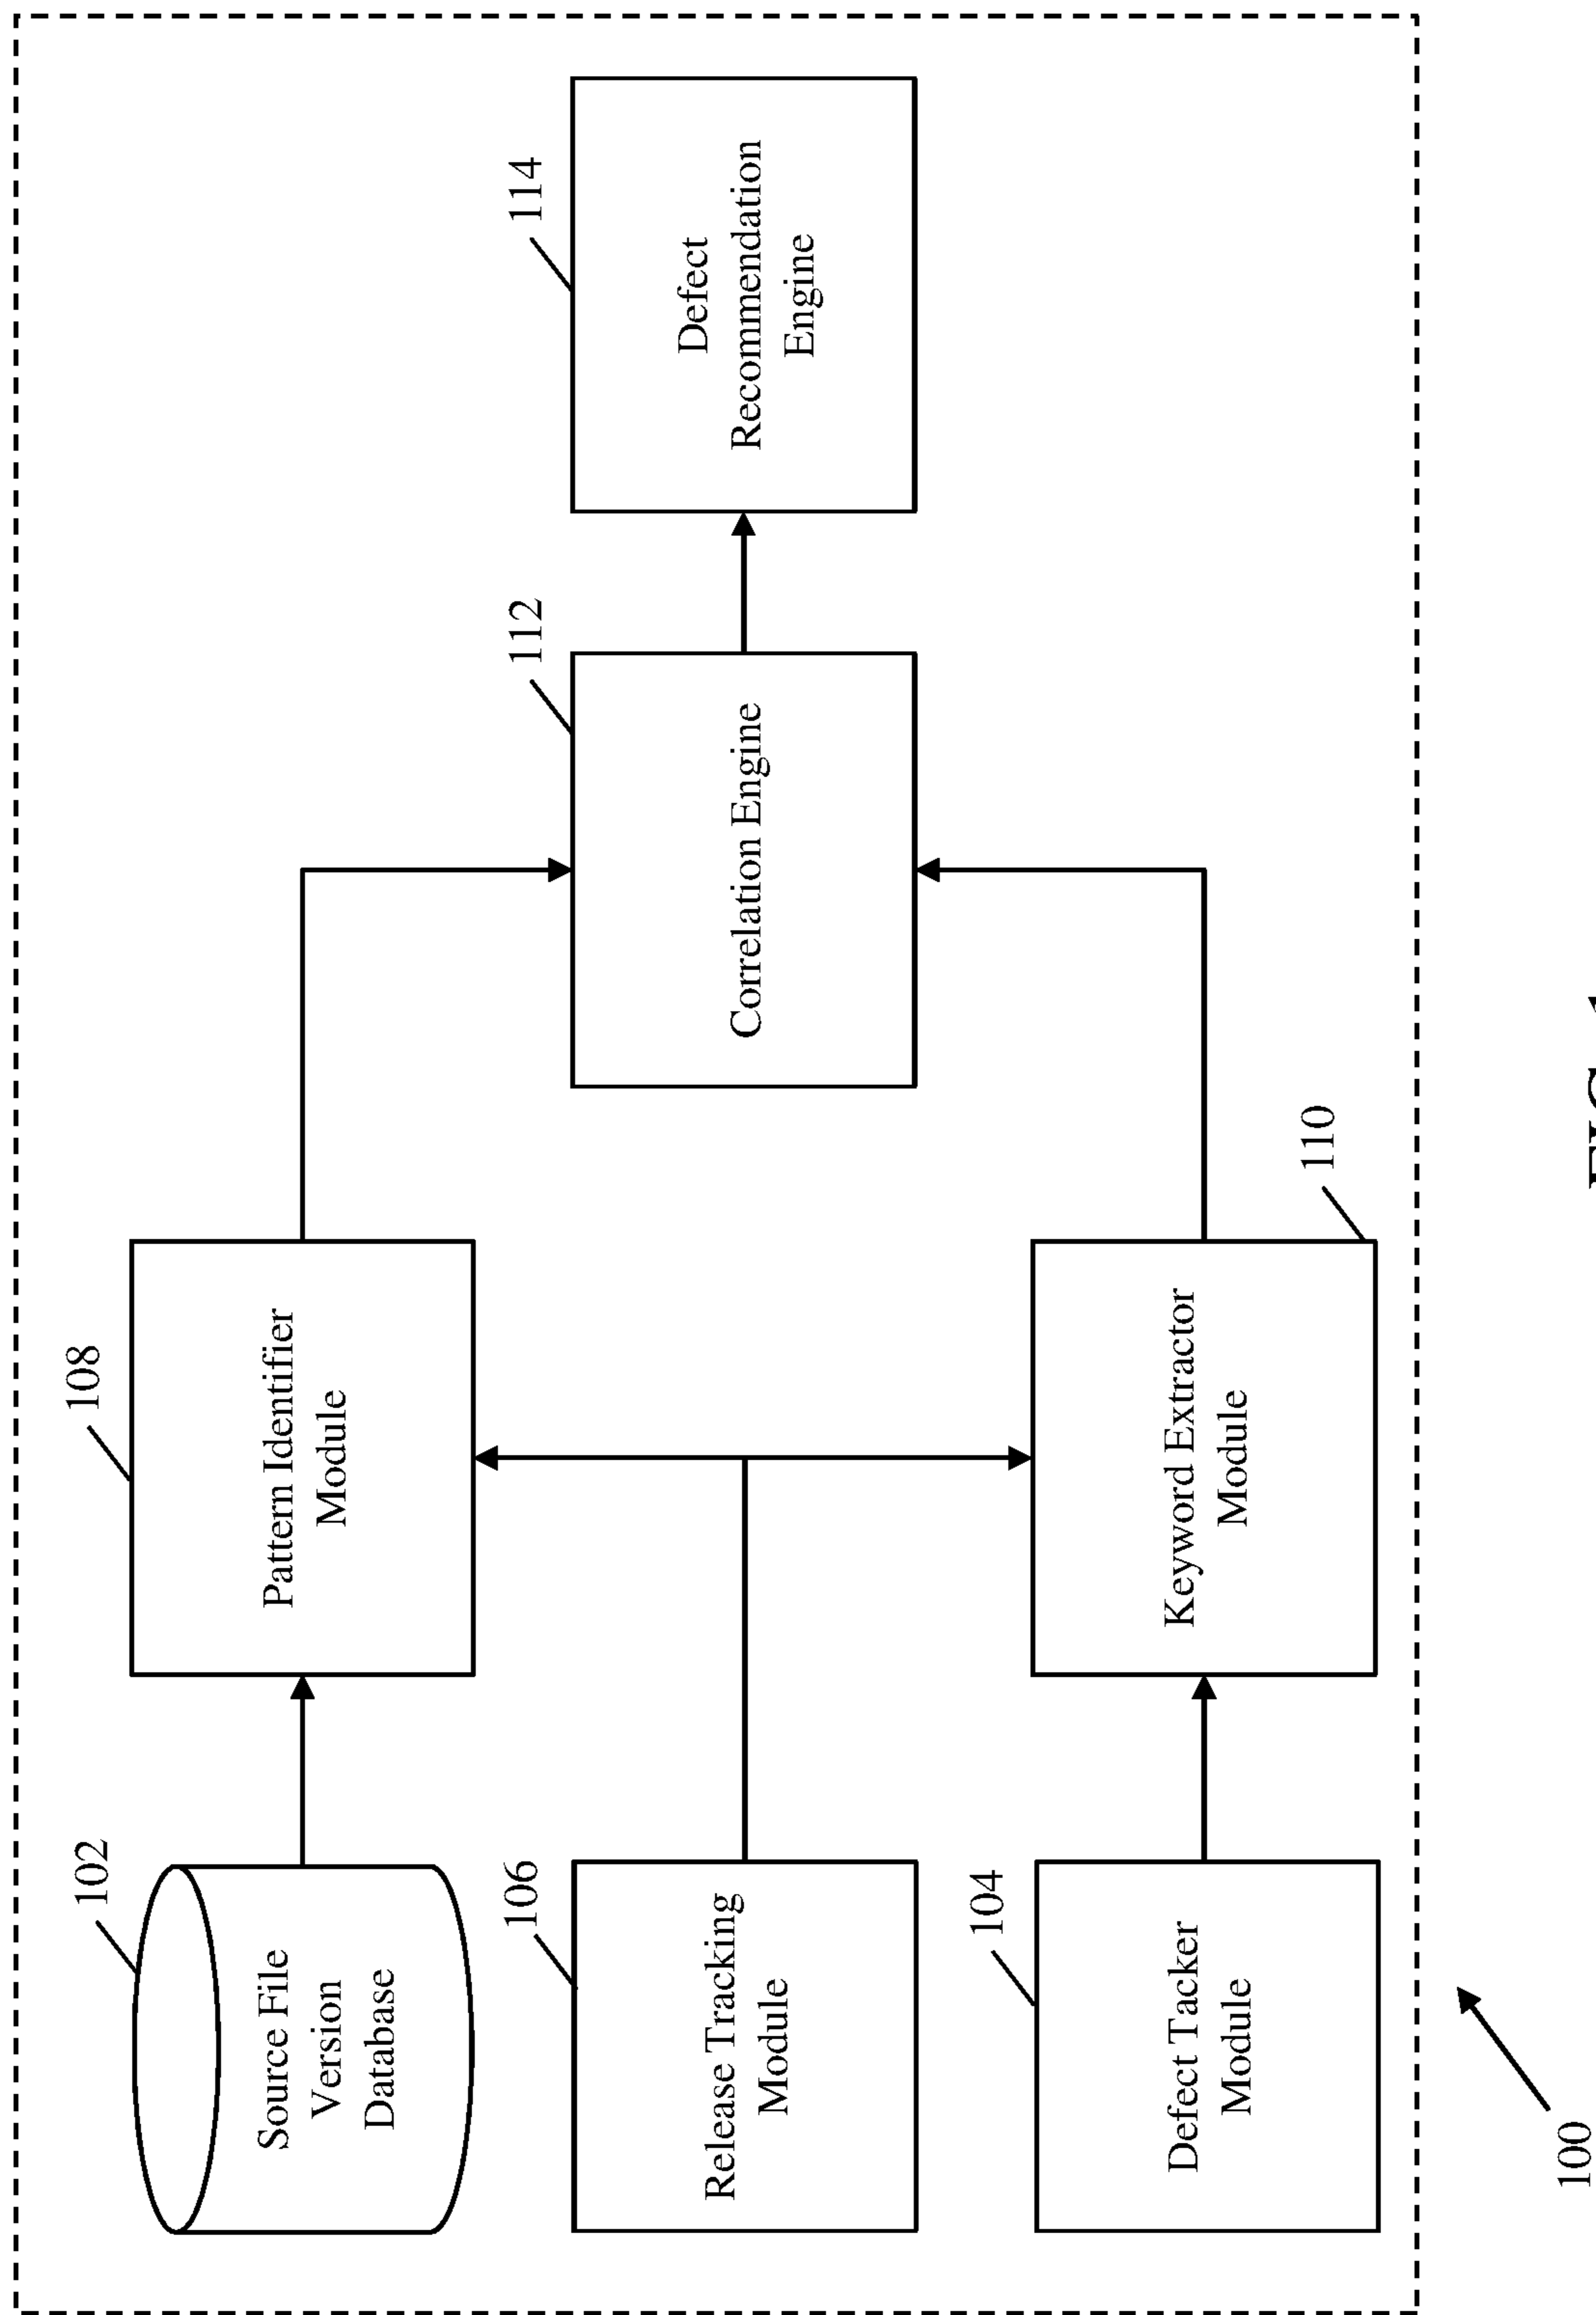 102
Source File
Version
Database
108
Pattern Identifier
Module
106
Release Tracking
Module
112
Correlation Engine
114
Defect
Recommendation
Engine
104
Defect Tacker
Module
110
Keyword Extractor
Module
100